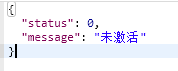 {
  "status": 0,
  "message": "未激活"
}